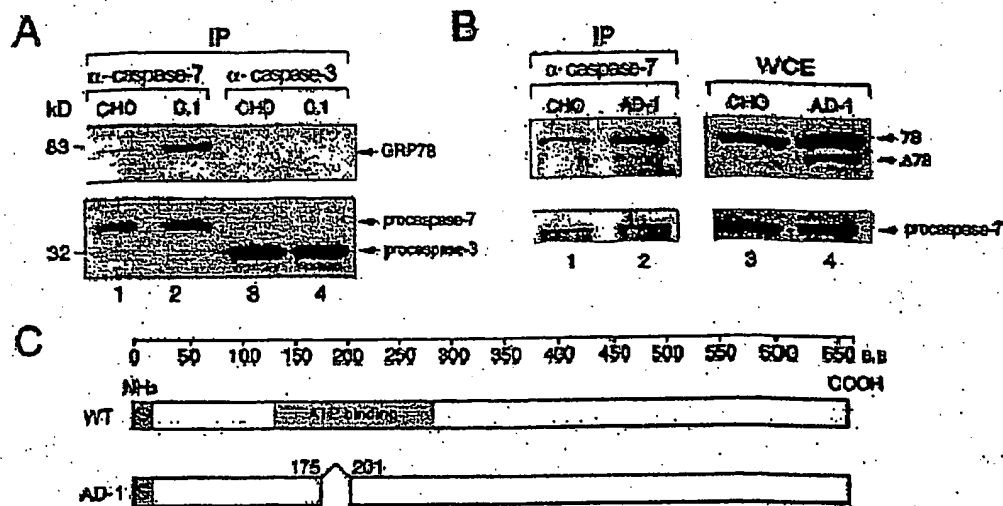 A
IP
α-caspase-7 α-caspase-3
kD CHO C.1 CHO C.1
83
GRP78
procaspase-7
32
procaspase-3
1 2 3 4
B
IP
α-caspase-7
WCE
CHO AD-1 CHO AD-1
78
Δ78
procaspase-7
1 2 3 4
C
0 50 100 150 200 250 300 350 400 450 500 550 600 650 a.a
NH₂ COOH
WT ATP binding
175 201
AD-1